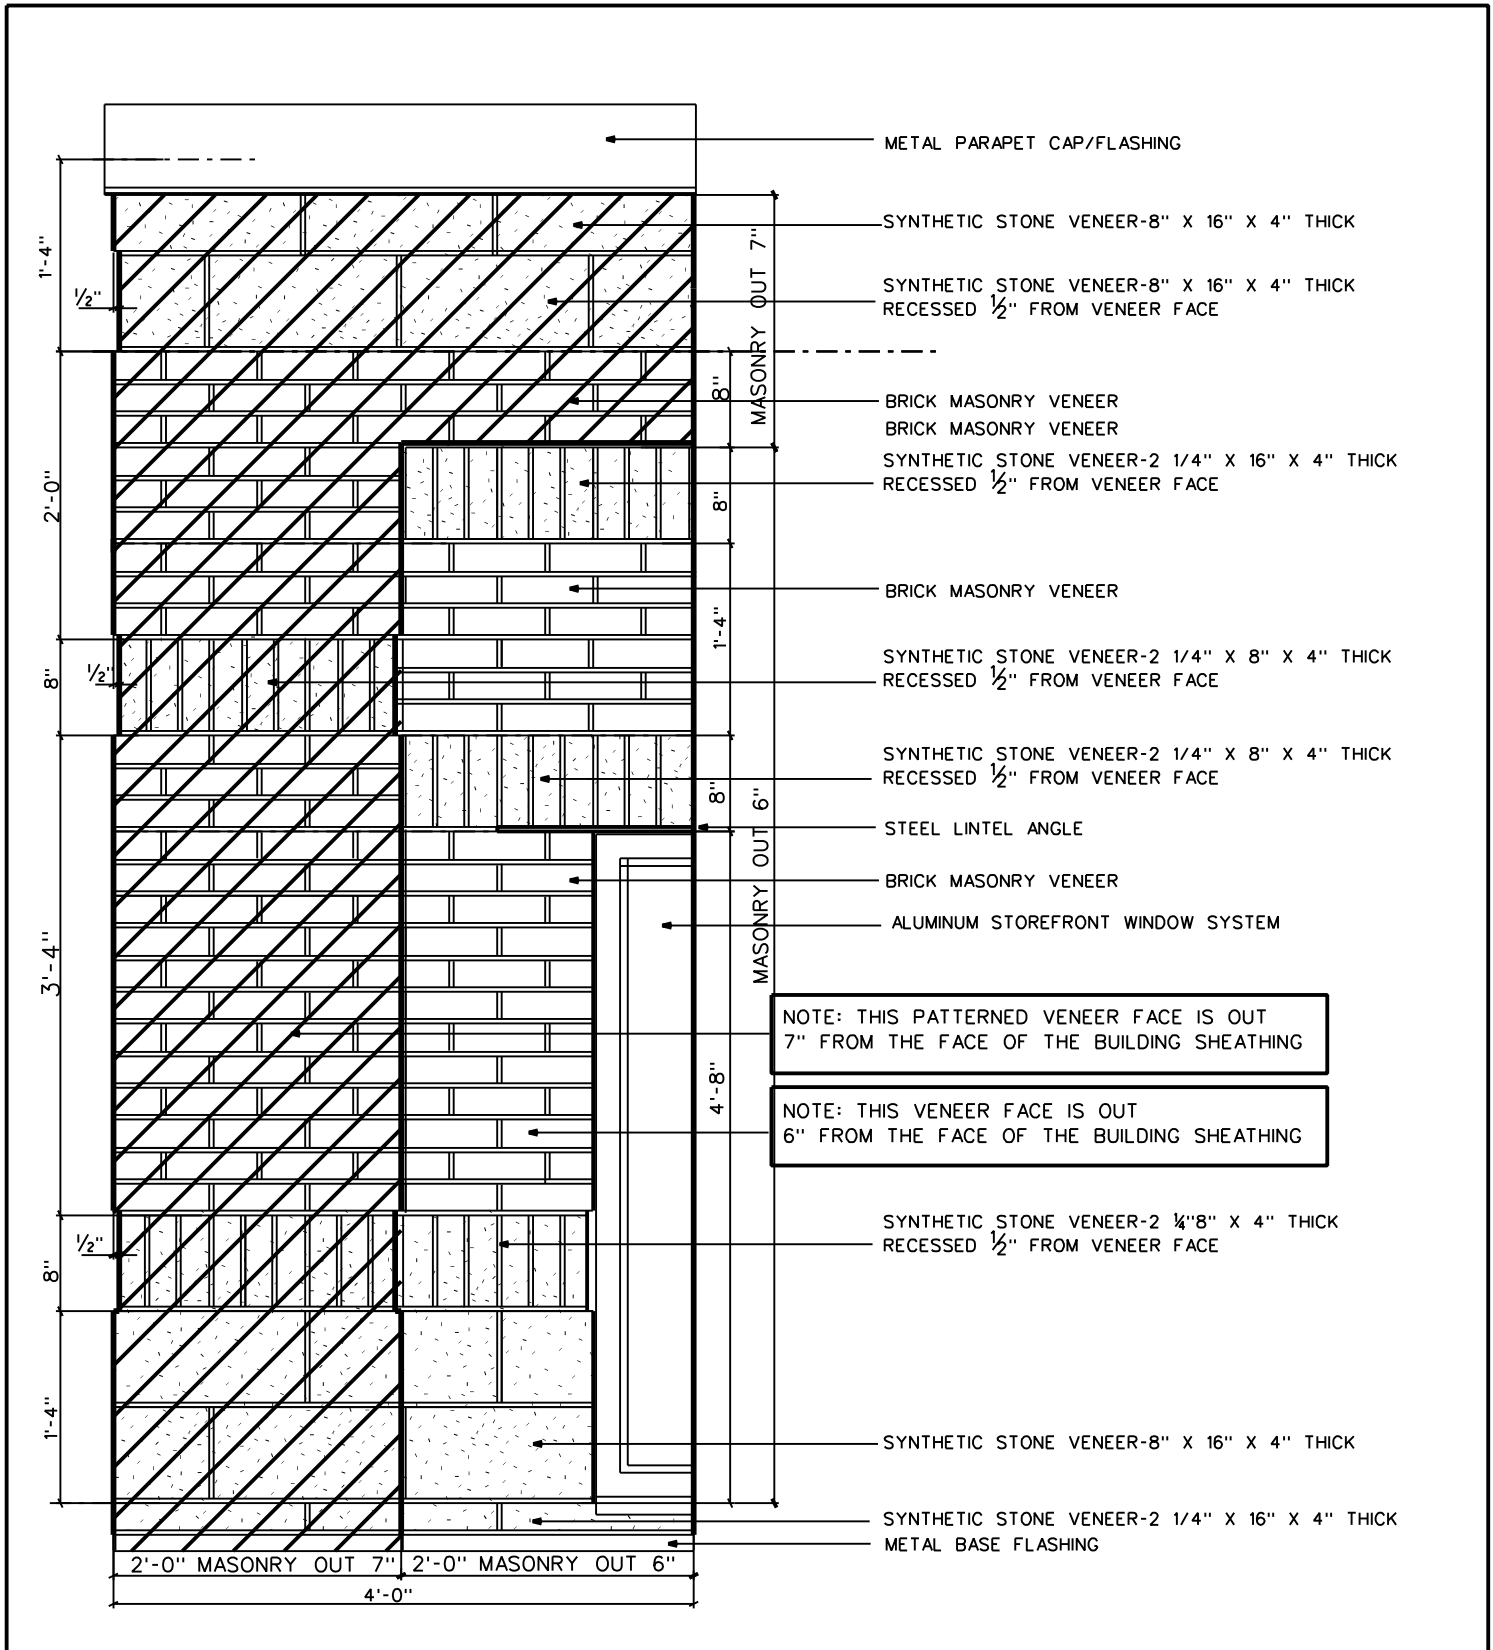 METAL PARAPET CAP/FLASHING
SYNTHETIC STONE VENEER-8" X 16" X 4" THICK
SYNTHETIC STONE VENEER-8" X 16" X 4" THICK
RECESSED ½" FROM VENEER FACE
BRICK MASONRY VENEER
BRICK MASONRY VENEER
SYNTHETIC STONE VENEER-2 1/4" X 16" X 4" THICK
RECESSED ½" FROM VENEER FACE
BRICK MASONRY VENEER
SYNTHETIC STONE VENEER-2 1/4" X 8" X 4" THICK
RECESSED ½" FROM VENEER FACE
SYNTHETIC STONE VENEER-2 1/4" X 8" X 4" THICK
RECESSED ½" FROM VENEER FACE
STEEL LINTEL ANGLE
BRICK MASONRY VENEER
ALUMINUM STOREFRONT WINDOW SYSTEM
NOTE: THIS PATTERNED VENEER FACE IS OUT
7" FROM THE FACE OF THE BUILDING SHEATHING
NOTE: THIS VENEER FACE IS OUT
6" FROM THE FACE OF THE BUILDING SHEATHING
SYNTHETIC STONE VENEER-2 ¼"8" X 4" THICK
RECESSED ½" FROM VENEER FACE
SYNTHETIC STONE VENEER-8" X 16" X 4" THICK
SYNTHETIC STONE VENEER-2 1/4" X 16" X 4" THICK
METAL BASE FLASHING
1'-4"
½"
2'-0"
8"
½"
3'-4"
8"
½"
1'-4"
MASONRY OUT 7"
8"
8"
1'-4"
8"
MASONRY OUT 6"
4'-8"
2'-0" MASONRY OUT 7"
2'-0" MASONRY OUT 6"
4'-0"